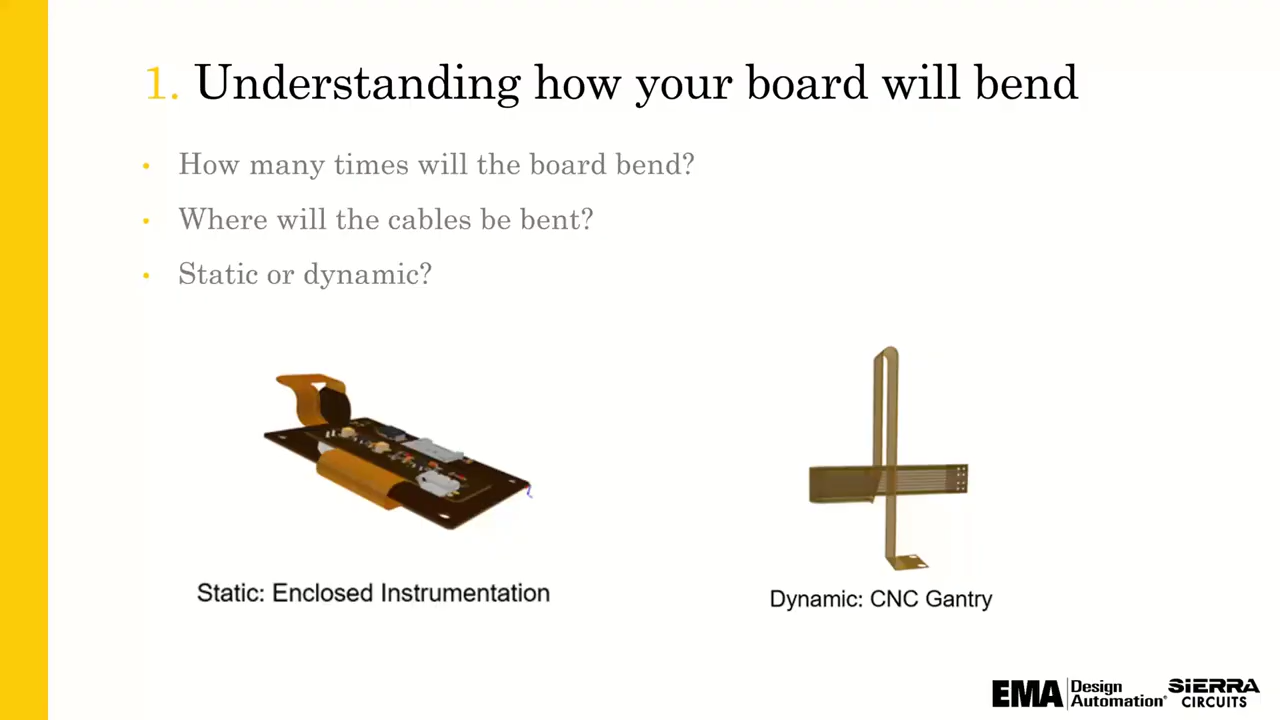 1. Understanding how your board will bend
• How many times will the board bend?
• Where will the cables be bent?
• Static or dynamic?
Static: Enclosed Instrumentation
Dynamic: CNC Gantry
EMA Design Automation®
SIERRA CIRCUITS